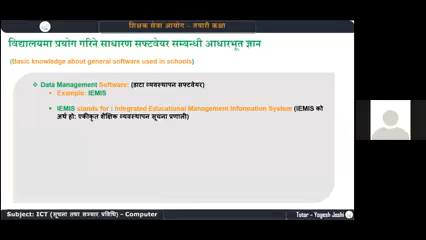 शिक्षक सेवा आयोग – तयारी कक्षा
विद्यालयमा प्रयोग गरिने साधारण सफ्टवेयर सम्बन्धी आधारभूत ज्ञान
(Basic knowledge about general software used in schools)
❖ Data Management Software: (डाटा व्यवस्थापन सफ्टवेयर)
• Example: IEMIS
• IEMIS stands for : Integrated Educational Management Information System (IEMIS को
अर्थ हो: एकीकृत शैक्षिक व्यवस्थापन सूचना प्रणाली)
Subject: ICT (सूचना तथा सञ्चार प्रविधि) - Computer
Tutor – Yogesh Joshi